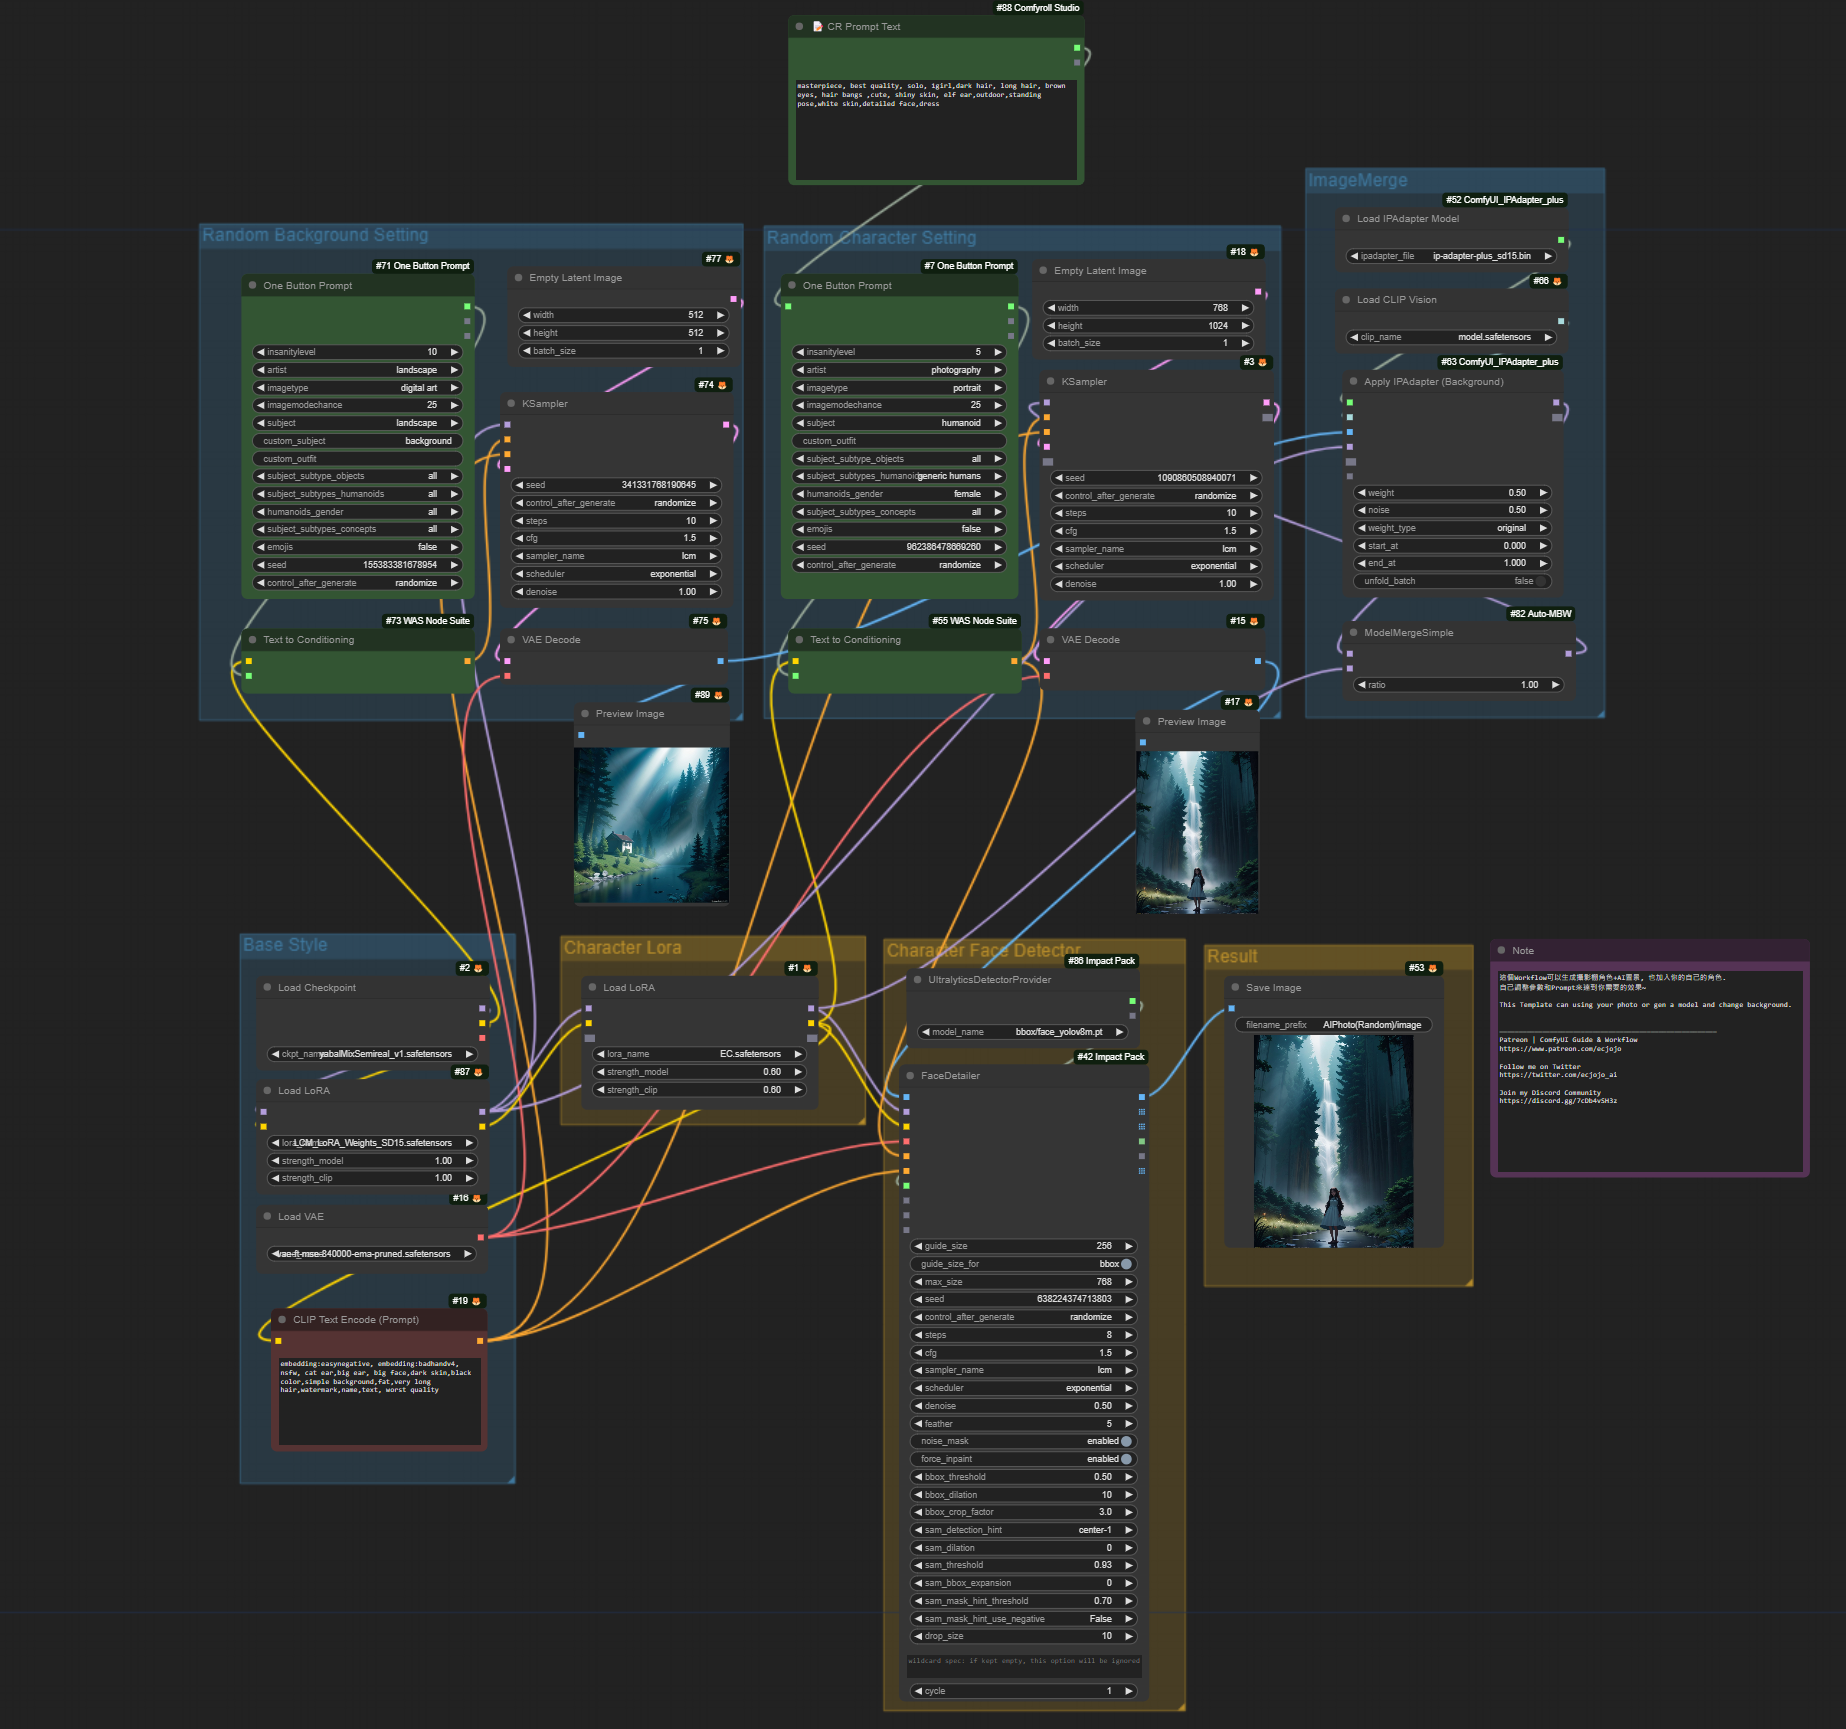 #88 Comfyroll Studio
CR Prompt Text
masterpiece, best quality, solo, 1girl,dark hair, long hair, brown
eyes, hair bangs ,cute, shiny skin, elf ear,outdoor,standing
pose,white skin,detailed face,dress
Random Background Setting
#71 One Button Prompt
One Button Prompt
insanitylevel 10
artist landscape
imagetype digital art
imagemodechance 25
subject landscape
custom_subject background
custom_outfit
subject_subtype_objects all
subject_subtypes_humanoids all
humanoids_gender all
subject_subtypes_concepts all
emojis false
seed 155383381678954
control_after_generate randomize
#73 WAS Node Suite
Text to Conditioning
#77
Empty Latent Image
width 512
height 512
batch_size 1
#74
KSampler
seed 341331768190645
control_after_generate randomize
steps 10
cfg 1.5
sampler_name lcm
scheduler exponential
denoise 1.00
#75
VAE Decode
#89
Preview Image
Random Character Setting
#7 One Button Prompt
One Button Prompt
insanitylevel 5
artist photography
imagetype portrait
imagemodechance 25
subject humanoid
custom_outfit
subject_subtype_objects all
subject_subtypes_humanoids generic humans
humanoids_gender female
subject_subtypes_concepts all
emojis false
seed 962386478669260
control_after_generate randomize
#55 WAS Node Suite
Text to Conditioning
#18
Empty Latent Image
width 768
height 1024
batch_size 1
#3
KSampler
seed 1090860508940071
control_after_generate randomize
steps 10
cfg 1.5
sampler_name lcm
scheduler exponential
denoise 1.00
#15
VAE Decode
#17
Preview Image
ImageMerge
#52 ComfyUI_IPAdapter_plus
Load IPAdapter Model
ipadapter_file ip-adapter-plus_sd15.bin
#66
Load CLIP Vision
clip_name model.safetensors
#63 ComfyUI_IPAdapter_plus
Apply IPAdapter (Background)
weight 0.50
noise 0.50
weight_type original
start_at 0.000
end_at 1.000
unfold_batch false
#82 Auto-MBW
ModelMergeSimple
ratio 1.00
Base Style
#2
Load Checkpoint
yabalMixSemireal_v1.safetensors
#87
Load LoRA
LCM_LoRA_Weights_SD15.safetensors
strength_model 1.00
strength_clip 1.00
#16
Load VAE
vae-ft-mse-840000-ema-pruned.safetensors
#19
CLIP Text Encode (Prompt)
embedding:easynegative, embedding:badhandv4,
nsfw, cat ear,big ear, big face,dark skin,black
color,simple background,fat,very long
hair,watermark,name,text, worst quality
Character Lora
#1
Load LoRA
lora_name EC.safetensors
strength_model 0.60
strength_clip 0.60
Character Face Detector
#86 Impact Pack
UltralyticsDetectorProvider
model_name bbox/face_yolov8m.pt
#42 Impact Pack
FaceDetailer
guide_size 256
guide_size_for bbox
max_size 768
seed 638224374713803
control_after_generate randomize
steps 8
cfg 1.5
sampler_name lcm
scheduler exponential
denoise 0.50
feather 5
noise_mask enabled
force_inpaint enabled
bbox_threshold 0.50
bbox_dilation 10
bbox_crop_factor 3.0
sam_detection_hint center-1
sam_dilation 0
sam_threshold 0.93
sam_bbox_expansion 0
sam_mask_hint_threshold 0.70
sam_mask_hint_use_negative False
drop_size 10
wildcard spec: if kept empty, this option will be ignored
cycle 1
Result
#53
Save Image
filename_prefix AIPhoto(Random)/image
Note
這個Workflow可以生成攝影棚角色+AI圖景, 也加人你的自己的角色.
自己調整參數和Prompt來達到你需要的效果~
This Template can using your photo or gen a model and change background.
Patreon | ComfyUI Guide & Workflow
https://www.patreon.com/ecjojo
Follow me on Twitter
https://twitter.com/ecjojo_ai
Join my Discord Community
https://discord.gg/7cDb4vSH3z